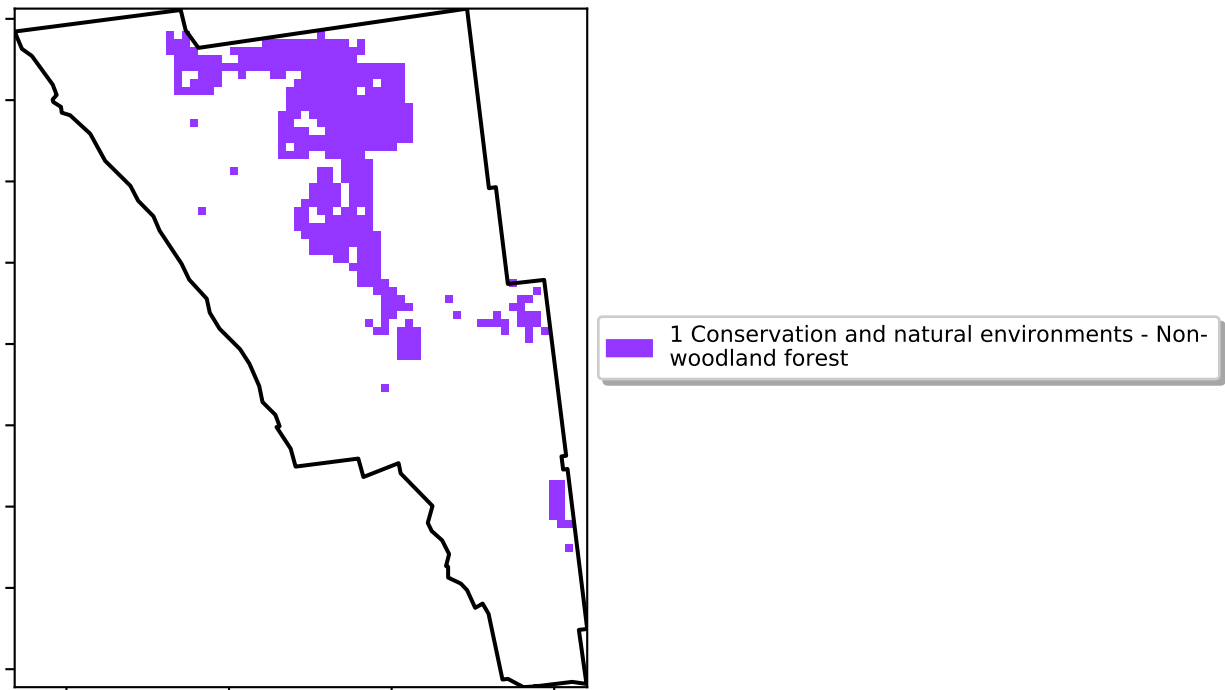 1 Conservation and natural environments - Non-
woodland forest